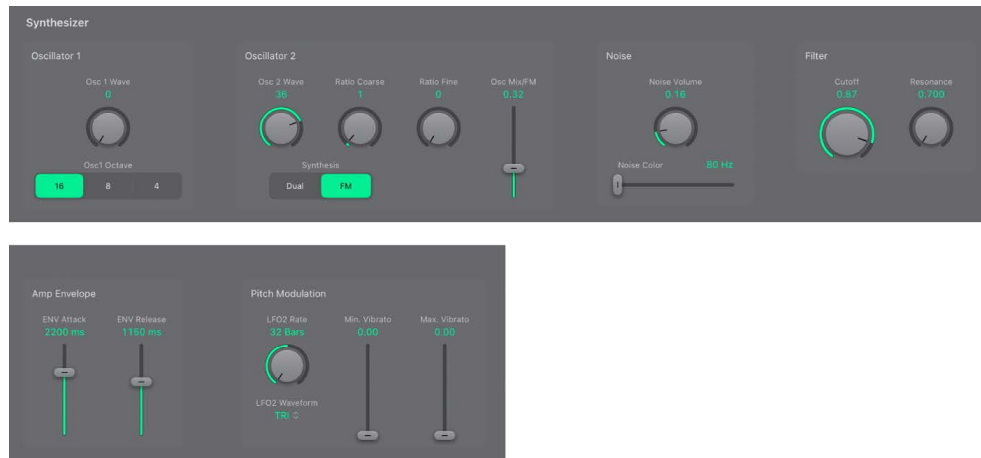 Synthesizer
Oscillator 1
Osc 1 Wave
0
Osc1 Octave
16 8 4
Oscillator 2
Osc 2 Wave Ratio Coarse Ratio Fine Osc Mix/FM
36 1 0 0.32
Synthesis
Dual FM
Noise
Noise Volume
0.16
Noise Color 80 Hz
Filter
Cutoff Resonance
0.87 0.700
Amp Envelope
ENV Attack ENV Release
2200 ms 1150 ms
Pitch Modulation
LFO2 Rate Min. Vibrato Max. Vibrato
32 Bars 0.00 0.00
LFO2 Waveform
TRI